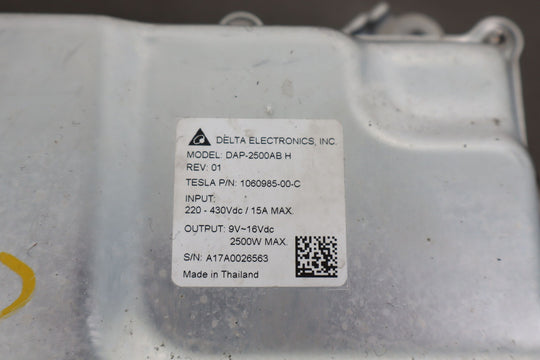 DELTA ELECTRONICS, INC.
MODEL: DAP-2500AB H
REV: 01
TESLA P/N: 1060985-00-C
INPUT:
220 - 430Vdc / 15A MAX.
OUTPUT: 9V~16Vdc
2500W MAX.
S/N: A17A0026563
Made in Thailand